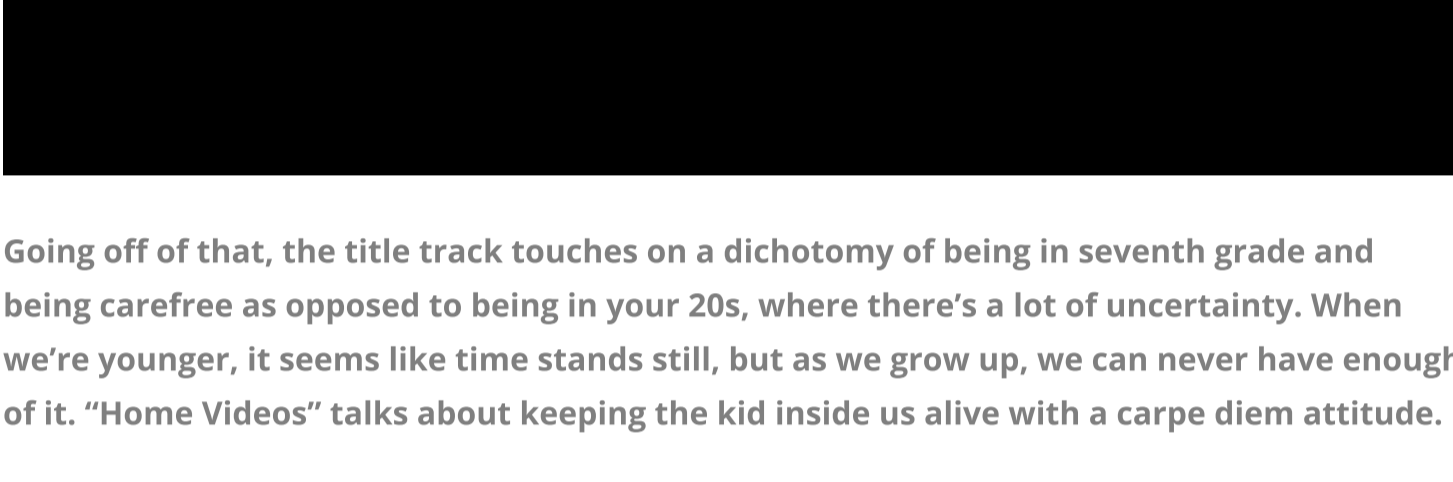 Going off of that, the title track touches on a dichotomy of being in seventh grade and
being carefree as opposed to being in your 20s, where there’s a lot of uncertainty. When
we’re younger, it seems like time stands still, but as we grow up, we can never have enough
of it. “Home Videos” talks about keeping the kid inside us alive with a carpe diem attitude.